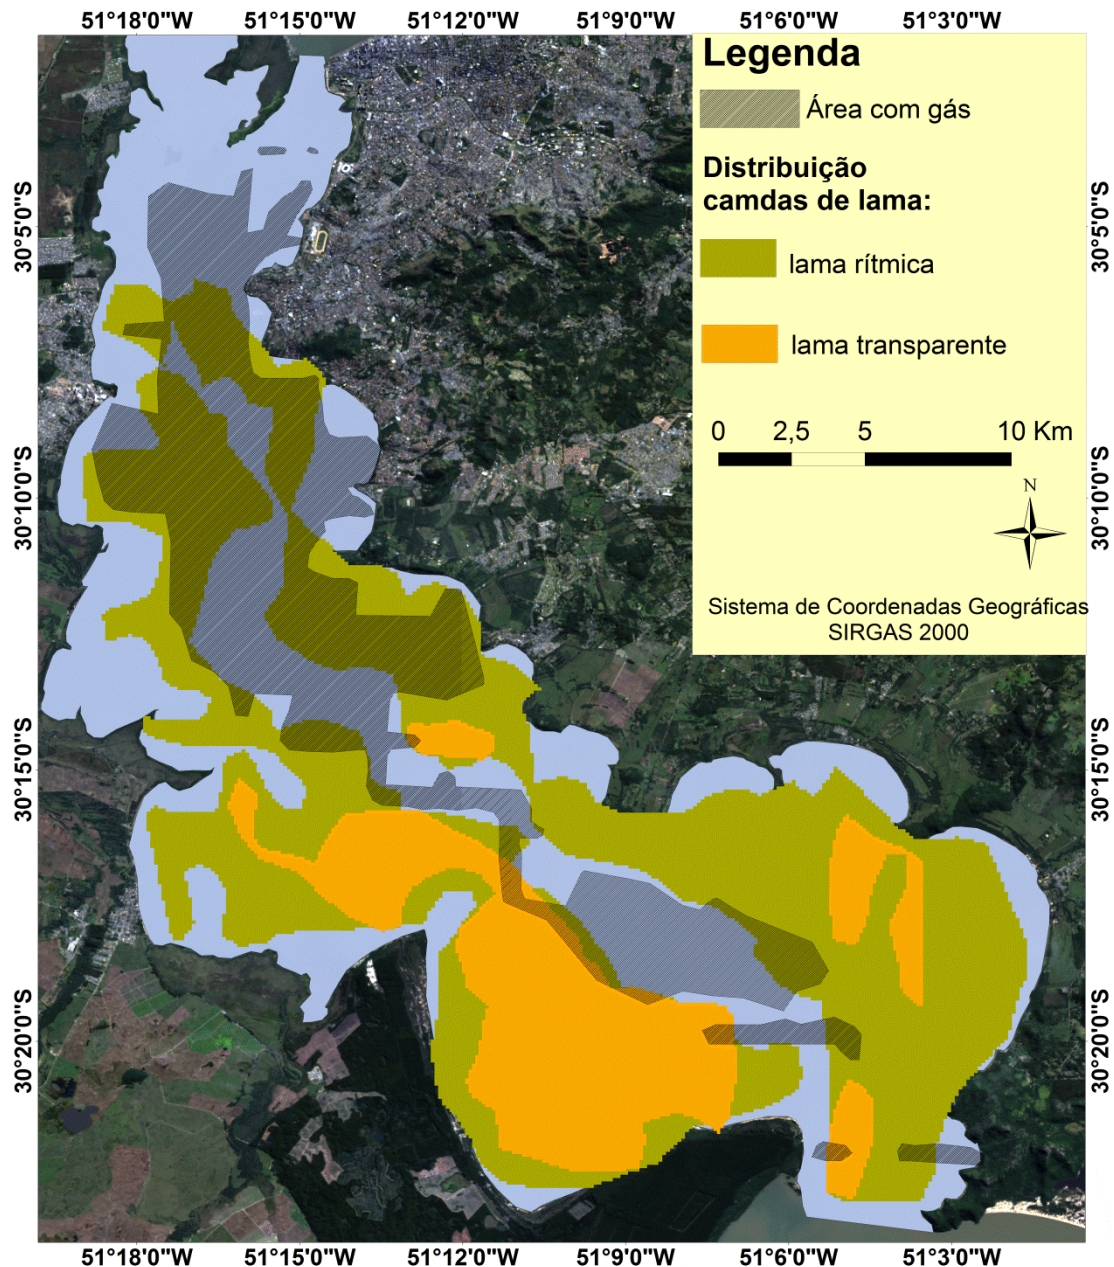 51°18'0"W 51°15'0"W 51°12'0"W 51°9'0"W 51°6'0"W 51°3'0"W
Legenda
Área com gás
Distribuição
camdas de lama:
lama rítmica
lama transparente
0 2,5 5 10 Km
N
Sistema de Coordenadas Geográficas
SIRGAS 2000
30°5'0"S 30°5'0"S
30°10'0"S 30°10'0"S
30°15'0"S 30°15'0"S
30°20'0"S 30°20'0"S
51°18'0"W 51°15'0"W 51°12'0"W 51°9'0"W 51°6'0"W 51°3'0"W